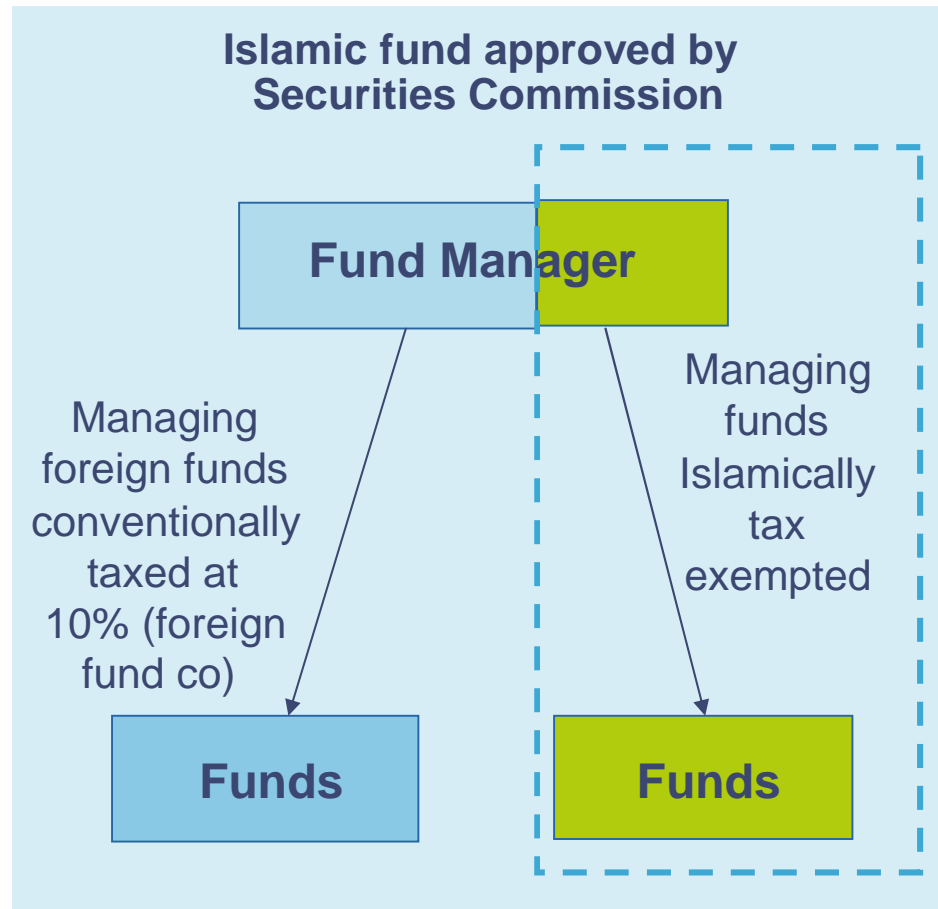 Islamic fund approved by
Securities Commission
Fund Manager
Managing
foreign funds
conventionally
taxed at
10% (foreign
fund co)
Managing
funds
Islamically
tax
exempted
Funds
Funds